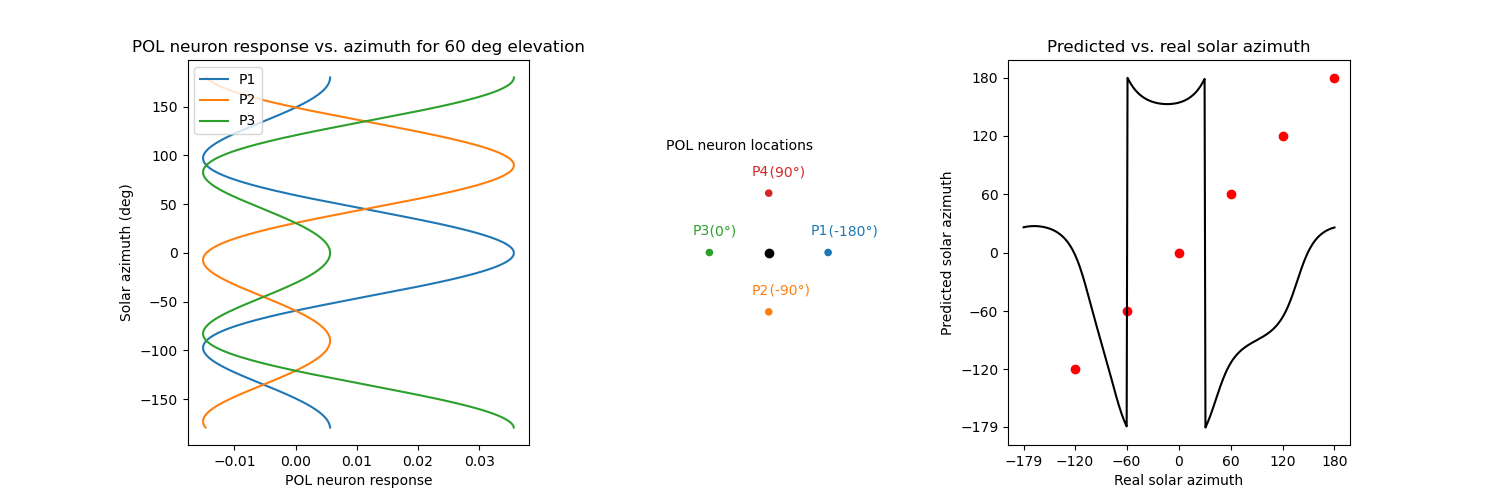 POL neuron response vs. azimuth for 60 deg elevation
P1
P2
P3
150
100
50
0
−50
−100
−150
Solar azimuth (deg)
−0.01 0.00 0.01 0.02 0.03
POL neuron response
POL neuron locations
P4(90°)
P3(0°) P1(-180°)
P2(-90°)
Predicted vs. real solar azimuth
180
120
60
0
−60
−120
−179
Predicted solar azimuth
−179 −120 −60 0 60 120 180
Real solar azimuth